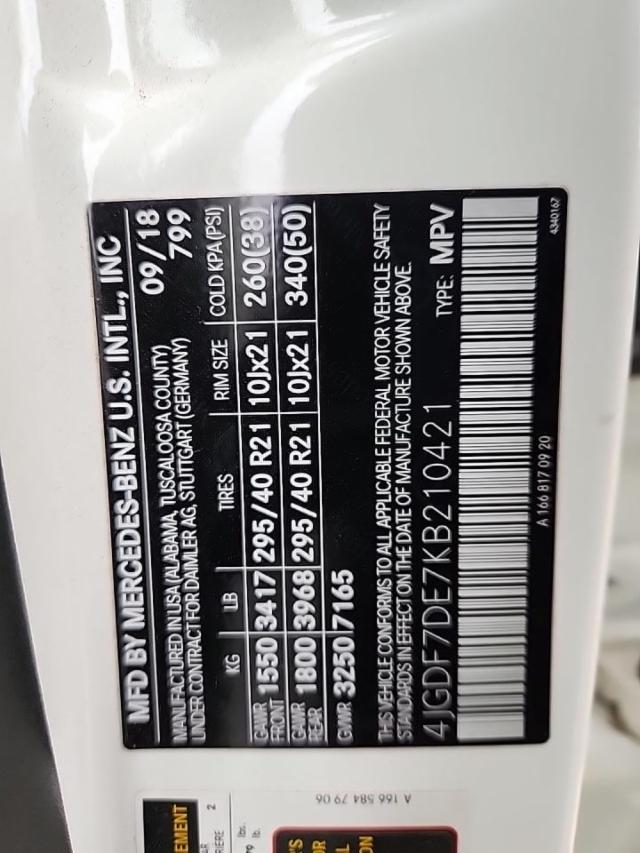 MFD BY MERCEDES-BENZ U.S. INTL., INC
MANUFACTURED IN USA (ALABAMA, TUSCALOOSA COUNTY) 09/18
UNDER CONTRACT FOR DAIMLER AG, STUTTGART (GERMANY) 799
KG LB TIRES RIM SIZE COLD KPA (PSI)
GAWR FRONT 1550 3417 295/40 R21 10Jx21 260(38)
GAWR REAR 1800 3968 295/40 R21 10Jx21 340(50)
GVWR 3250 7165
THIS VEHICLE CONFORMS TO ALL APPLICABLE FEDERAL MOTOR VEHICLE SAFETY
STANDARDS IN EFFECT ON THE DATE OF MANUFACTURE SHOWN ABOVE.
4JGDF7DE7KB210421 TYPE: MPV
A 166 817 09 20 4340167
A 166 584 79 06
EMENT
2
lbs.
lb.